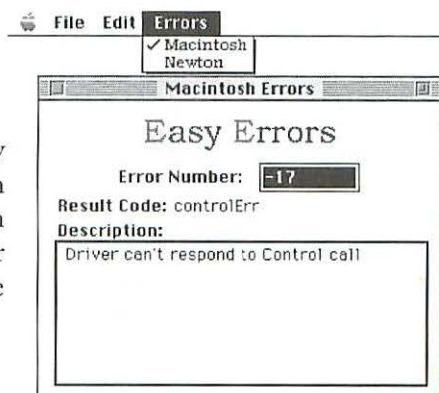 File Edit Errors
✓ Macintosh
Newton
Macintosh Errors
Easy Errors
Error Number: -17
Result Code: controlErr
Description:
Driver can't respond to Control call